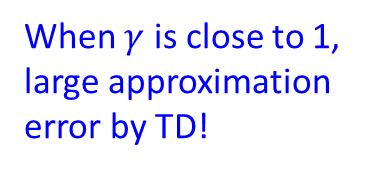 When γ is close to 1,
large approximation
error by TD!